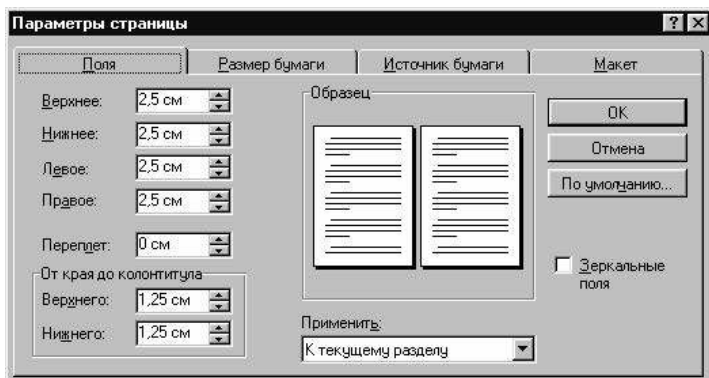 Параметры страницы
Поля Размер бумаги Источник бумаги Макет
Верхнее: 2,5 см
Нижнее: 2,5 см
Левое: 2,5 см
Правое: 2,5 см
Переплет: 0 см
От края до колонтитула
Верхнего: 1,25 см
Нижнего: 1,25 см
Образец
Применить:
К текущему разделу
ОК
Отмена
По умолчанию...
Зеркальные
поля